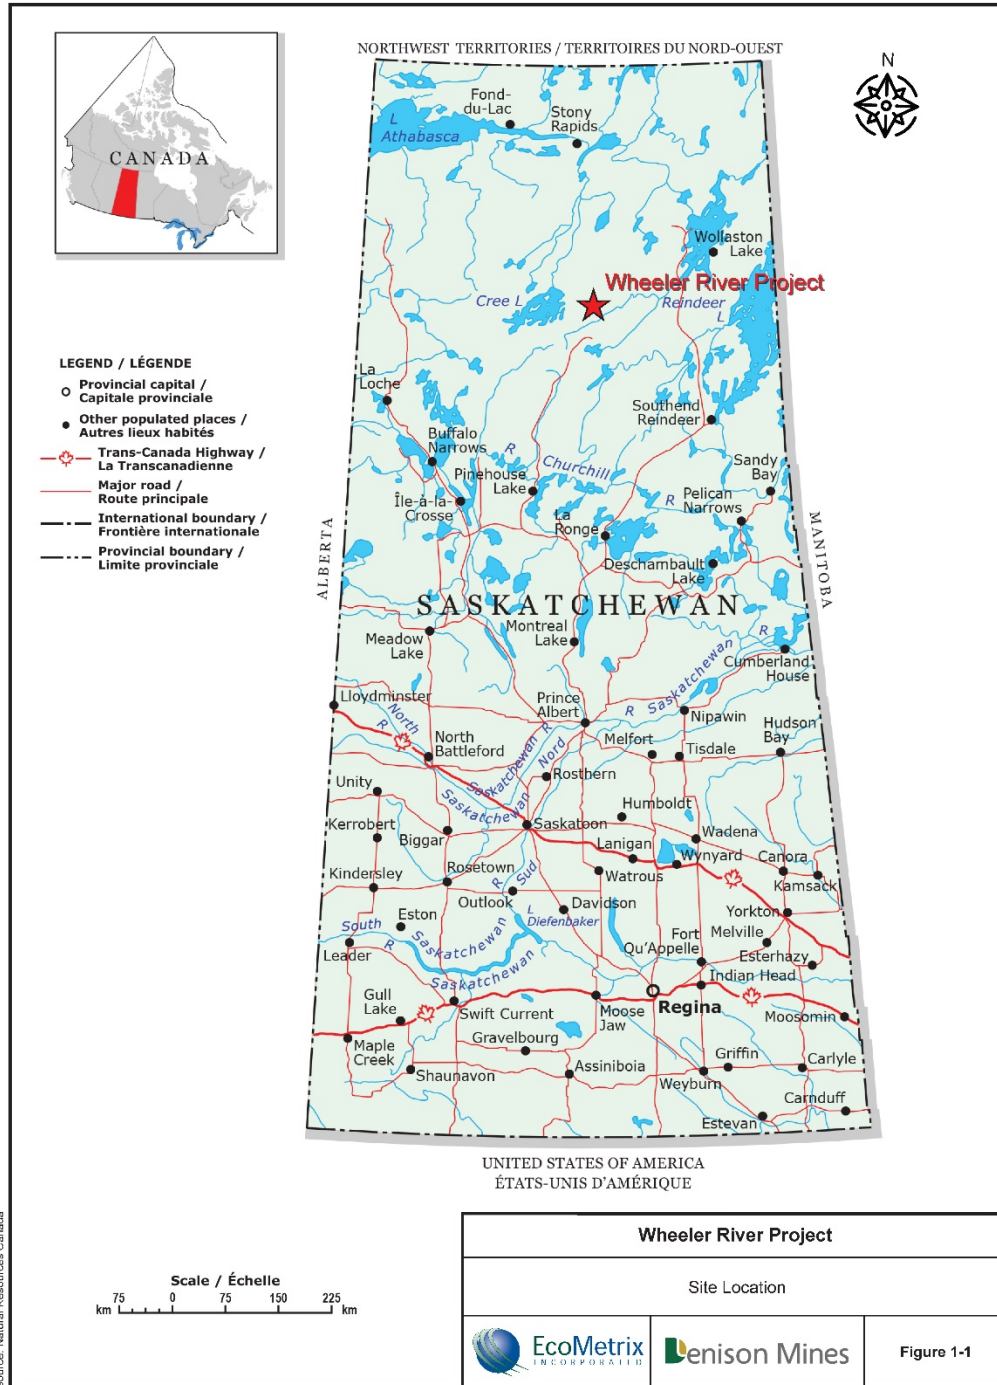 NORTHWEST TERRITORIES / TERRITOIRES DU NORD-OUEST
N
CANADA
Fond-
du-Lac
Stony
Rapids
L
Athabasca
Wollaston
Lake
Wheeler River Project
Cree L
Reindeer
L
LEGEND / LÉGENDE
Provincial capital /
Capitale provinciale
Other populated places /
Autres lieux habités
Trans-Canada Highway /
La Transcanadienne
Major road /
Route principale
International boundary /
Frontière internationale
Provincial boundary /
Limite provinciale
La
Loche
Southend
Reindeer
Buffalo
Narrows
R
Churchill
R
Pinehouse
Lake
Sandy
Bay
Île-à-la-
Crosse
Pelican
Narrows
La
Ronge
Deschambault
Lake
ALBERTA
MANITOBA
SASKATCHEWAN
Meadow
Lake
Montreal
Lake
Cumberland
House
R
Saskatchewan
R
Lloydminster
North
R
Prince
Albert
Nipawin
Hudson
Bay
North
Battleford
Saskatchewan
R
Nord
Melfort
Tisdale
Rosthern
Unity
Saskatchewan
Humboldt
Kerrobert
Biggar
Saskatoon
Wadena
Lanigan
Wynyard
Canora
Kamsack
Kindersley
Rosetown
R
Sud
Watrous
Outlook
Davidson
Yorkton
Eston
L
Diefenbaker
Melville
South
R
Saskatchewan
Fort
Qu'Appelle
Esterhazy
Leader
Saskatchewan
Indian Head
Gull
Lake
Swift Current
Moose
Jaw
Regina
Moosomin
Maple
Creek
Gravelbourg
Griffin
Carlyle
Shaunavon
Assiniboia
Weyburn
Carnduff
Estevan
UNITED STATES OF AMERICA
ÉTATS-UNIS D'AMÉRIQUE
Scale / Échelle
km 75 0 75 150 225 km
Source: Natural Resources Canada
Wheeler River Project
Site Location
EcoMetrix
INCORPORATED
Denison Mines
Figure 1-1